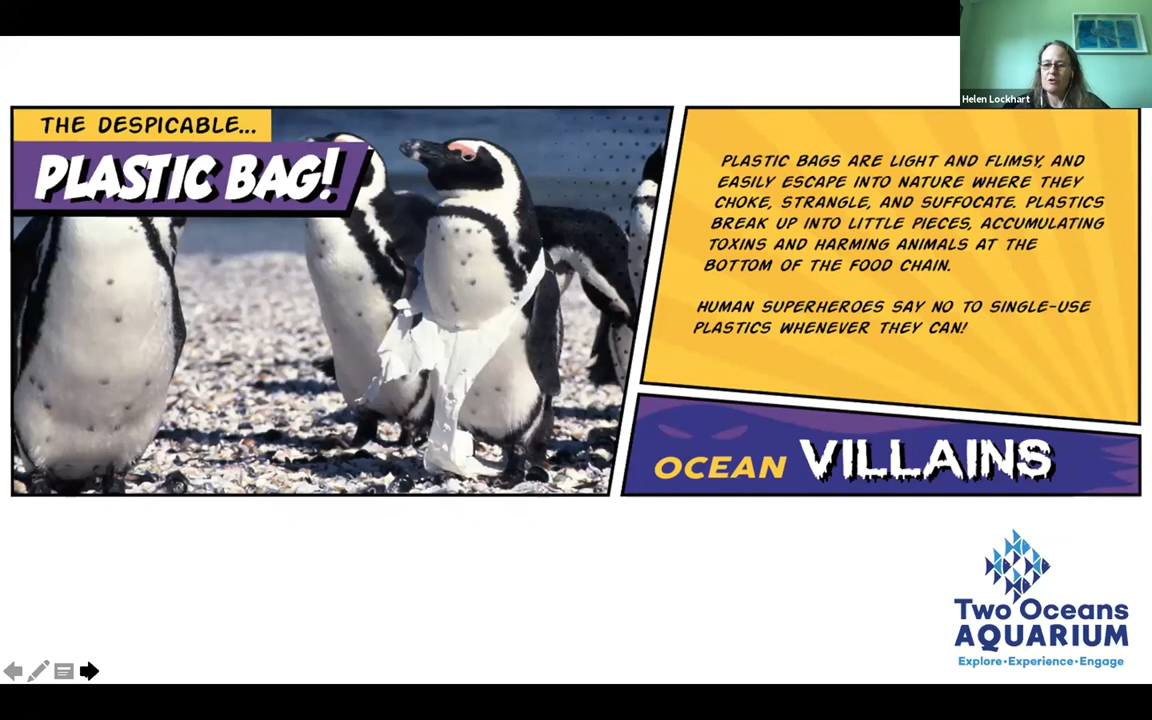 Helen Lockhart
THE DESPICABLE...
PLASTIC BAG!
PLASTIC BAGS ARE LIGHT AND FLIMSY, AND
EASILY ESCAPE INTO NATURE WHERE THEY
CHOKE, STRANGLE, AND SUFFOCATE. PLASTICS
BREAK UP INTO LITTLE PIECES, ACCUMULATING
TOXINS AND HARMING ANIMALS AT THE
BOTTOM OF THE FOOD CHAIN.
HUMAN SUPERHEROES SAY NO TO SINGLE-USE
PLASTICS WHENEVER THEY CAN!
OCEAN VILLAINS
Two Oceans
AQUARIUM
Explore•Experience•Engage